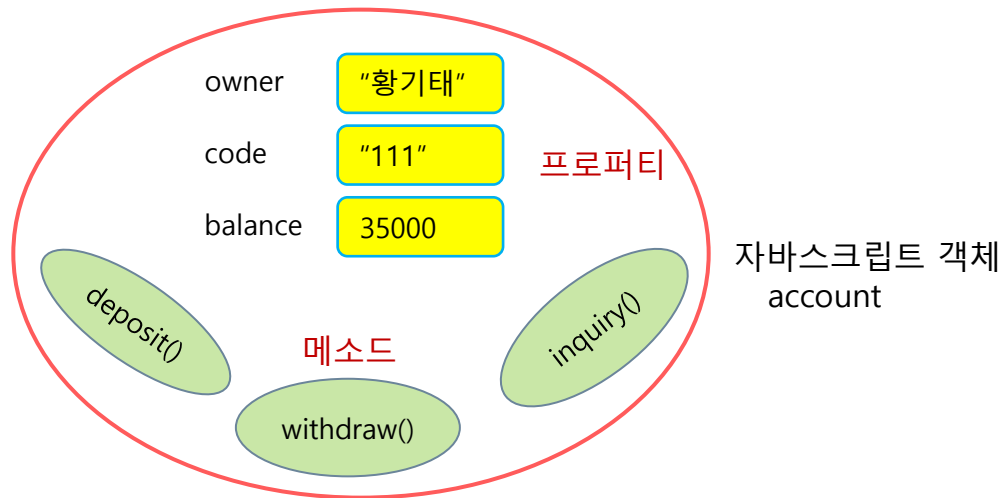 owner "황기태"
code "111"
프로퍼티
balance 35000
자바스크립트 객체
account
deposit()
inquiry()
메소드
withdraw()